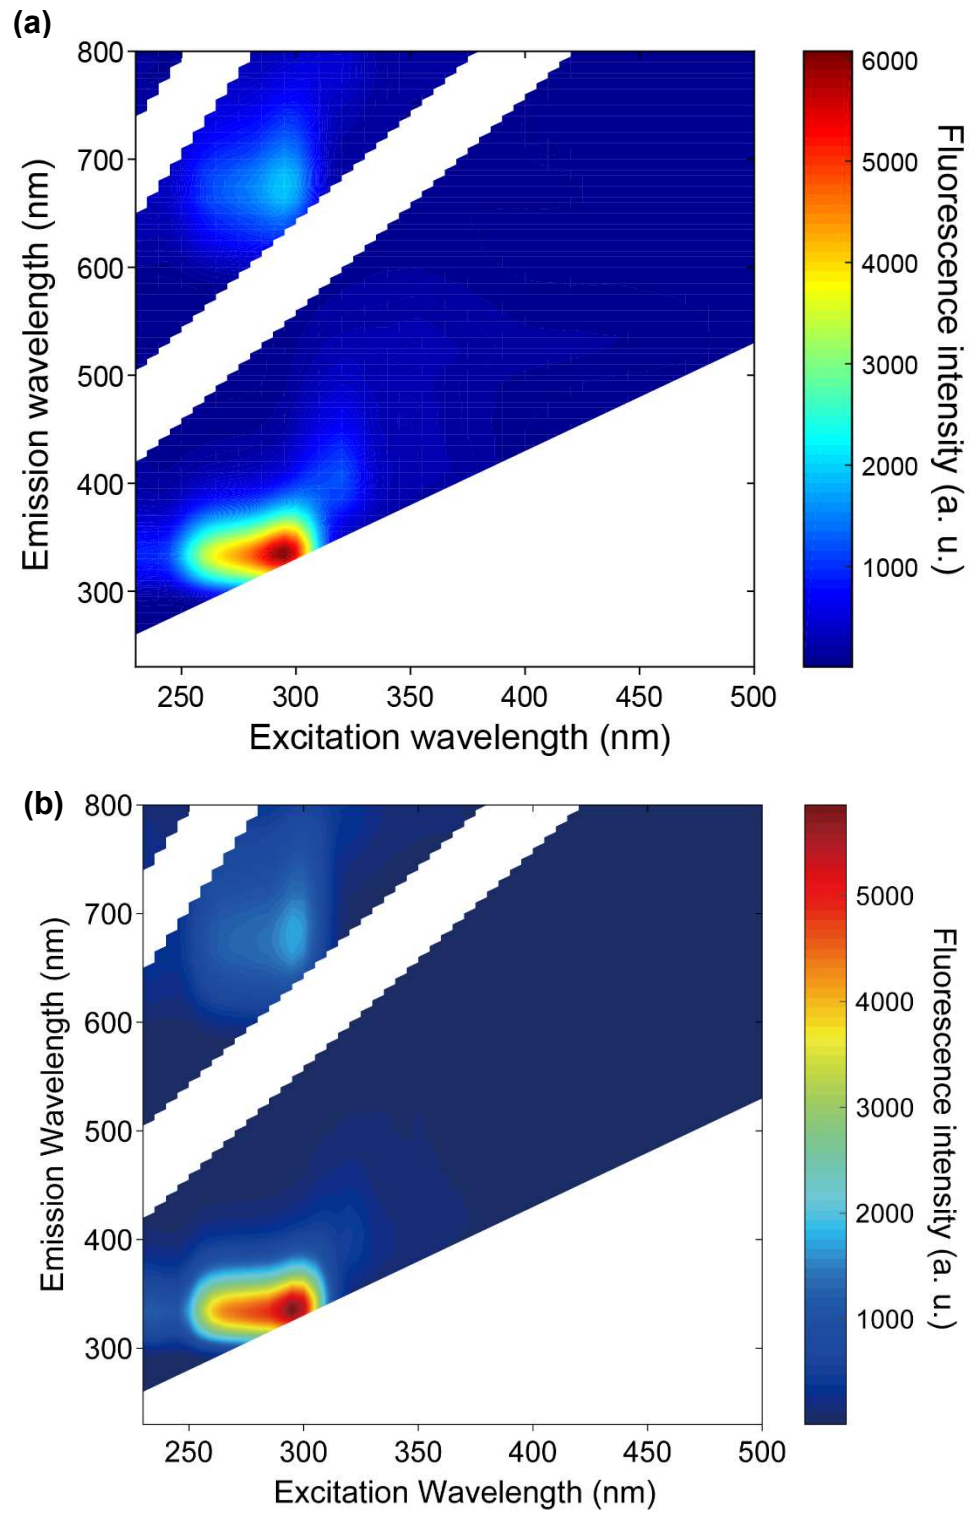 (a)
800
700
600
500
400
300
Emission wavelength (nm)
250 300 350 400 450 500
Excitation wavelength (nm)
6000
5000
4000
3000
2000
1000
Fluorescence intensity (a. u.)
(b)
800
700
600
500
400
300
Emission Wavelength (nm)
250 300 350 400 450 500
Excitation Wavelength (nm)
5000
4000
3000
2000
1000
Fluorescence intensity (a. u.)